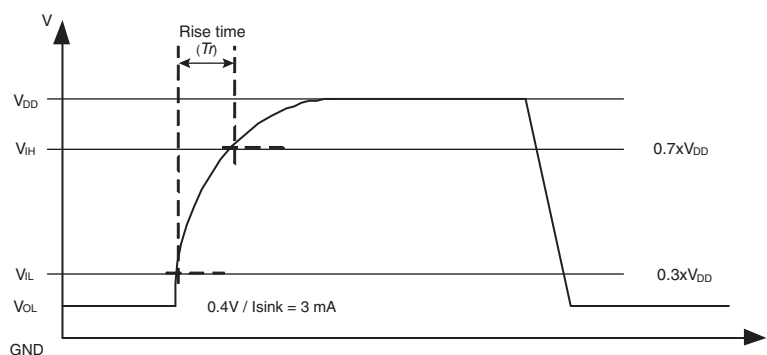 V
Rise time
(Tr)
VDD
VIH
0.7xVDD
VIL
0.3xVDD
VOL
0.4V / Isink = 3 mA
GND